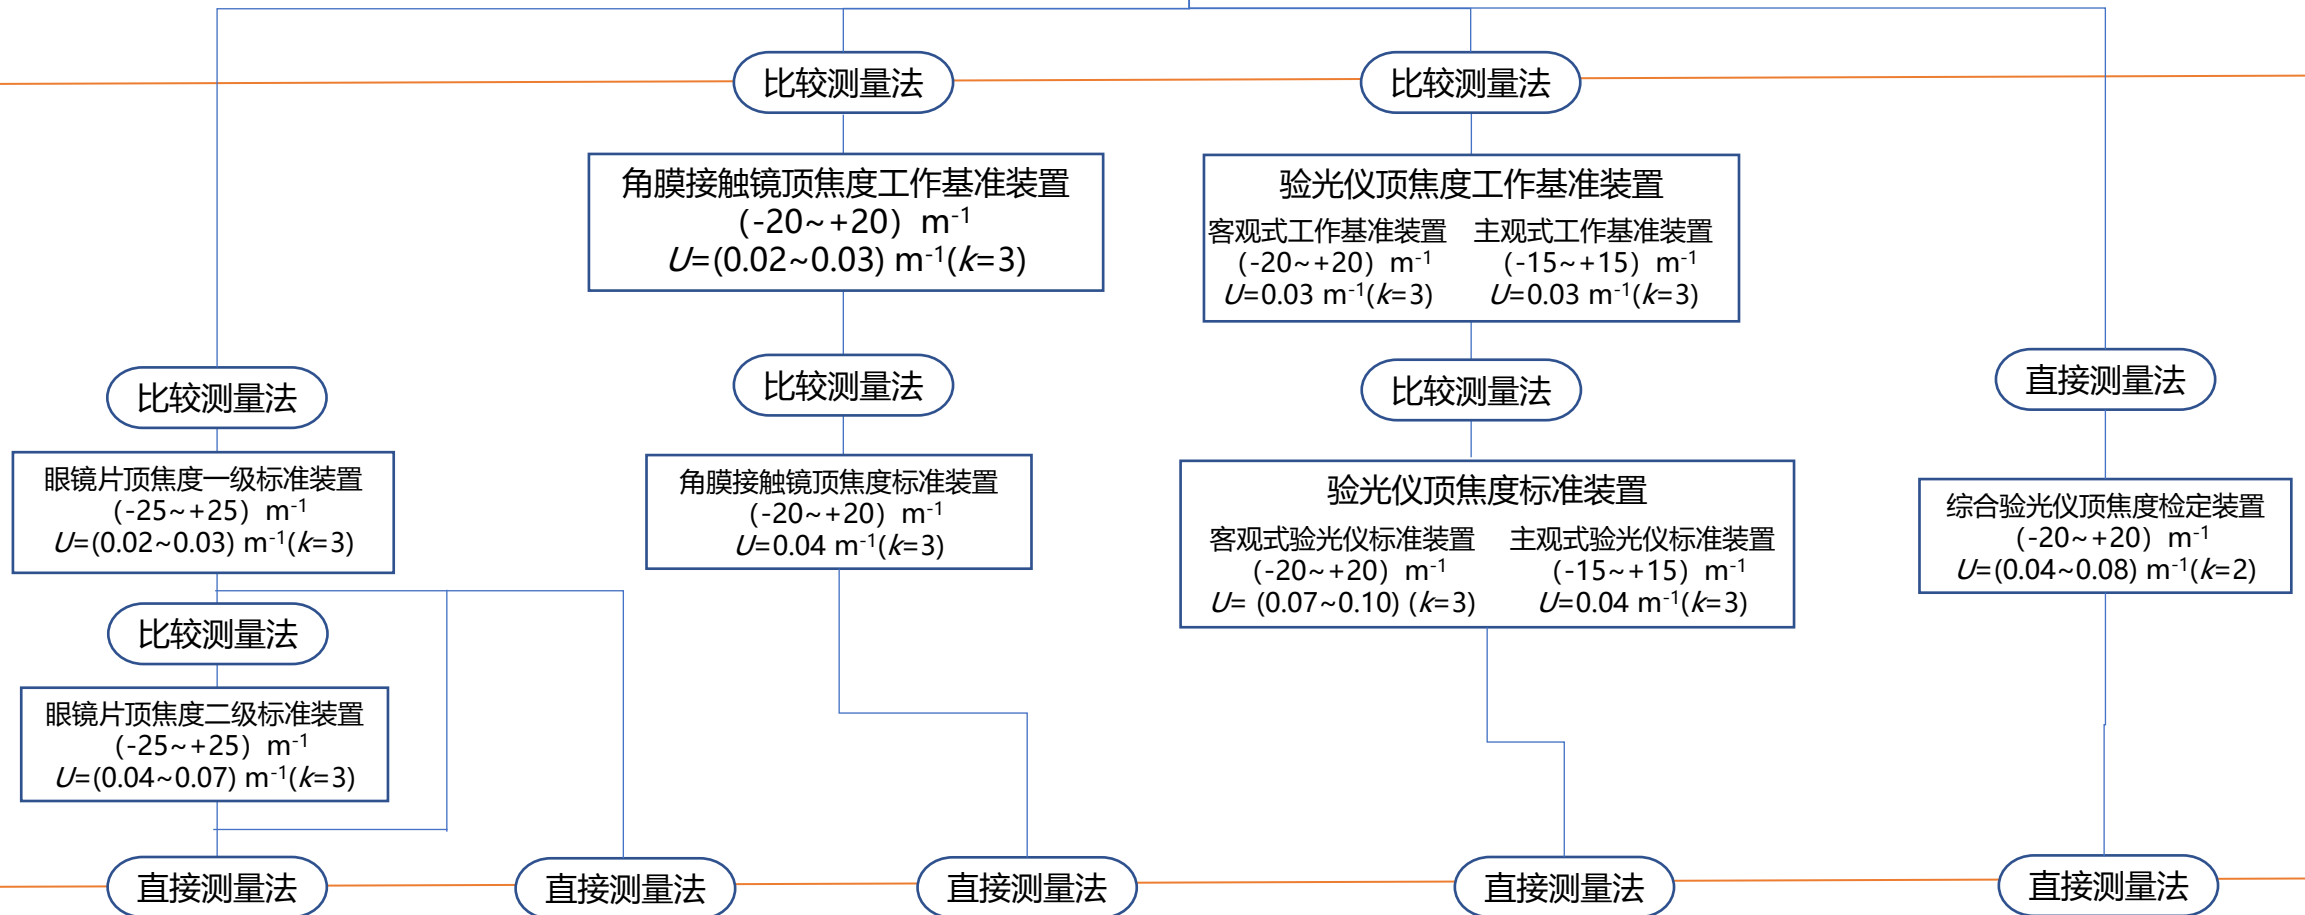 比较测量法
比较测量法
角膜接触镜顶焦度工作基准装置
（-20~+20）m⁻¹
U=(0.02~0.03) m⁻¹(k=3)
验光仪顶焦度工作基准装置
客观式工作基准装置 主观式工作基准装置
（-20~+20）m⁻¹ （-15~+15）m⁻¹
U=0.03 m⁻¹(k=3) U=0.03 m⁻¹(k=3)
比较测量法
比较测量法
比较测量法
直接测量法
眼镜片顶焦度一级标准装置
（-25~+25）m⁻¹
U=(0.02~0.03) m⁻¹(k=3)
角膜接触镜顶焦度标准装置
（-20~+20）m⁻¹
U=0.04 m⁻¹(k=3)
验光仪顶焦度标准装置
客观式验光仪标准装置 主观式验光仪标准装置
（-20~+20）m⁻¹ （-15~+15）m⁻¹
U= (0.07~0.10) (k=3) U=0.04 m⁻¹(k=3)
综合验光仪顶焦度检定装置
（-20~+20）m⁻¹
U=(0.04~0.08) m⁻¹(k=2)
比较测量法
眼镜片顶焦度二级标准装置
（-25~+25）m⁻¹
U=(0.04~0.07) m⁻¹(k=3)
直接测量法
直接测量法
直接测量法
直接测量法
直接测量法